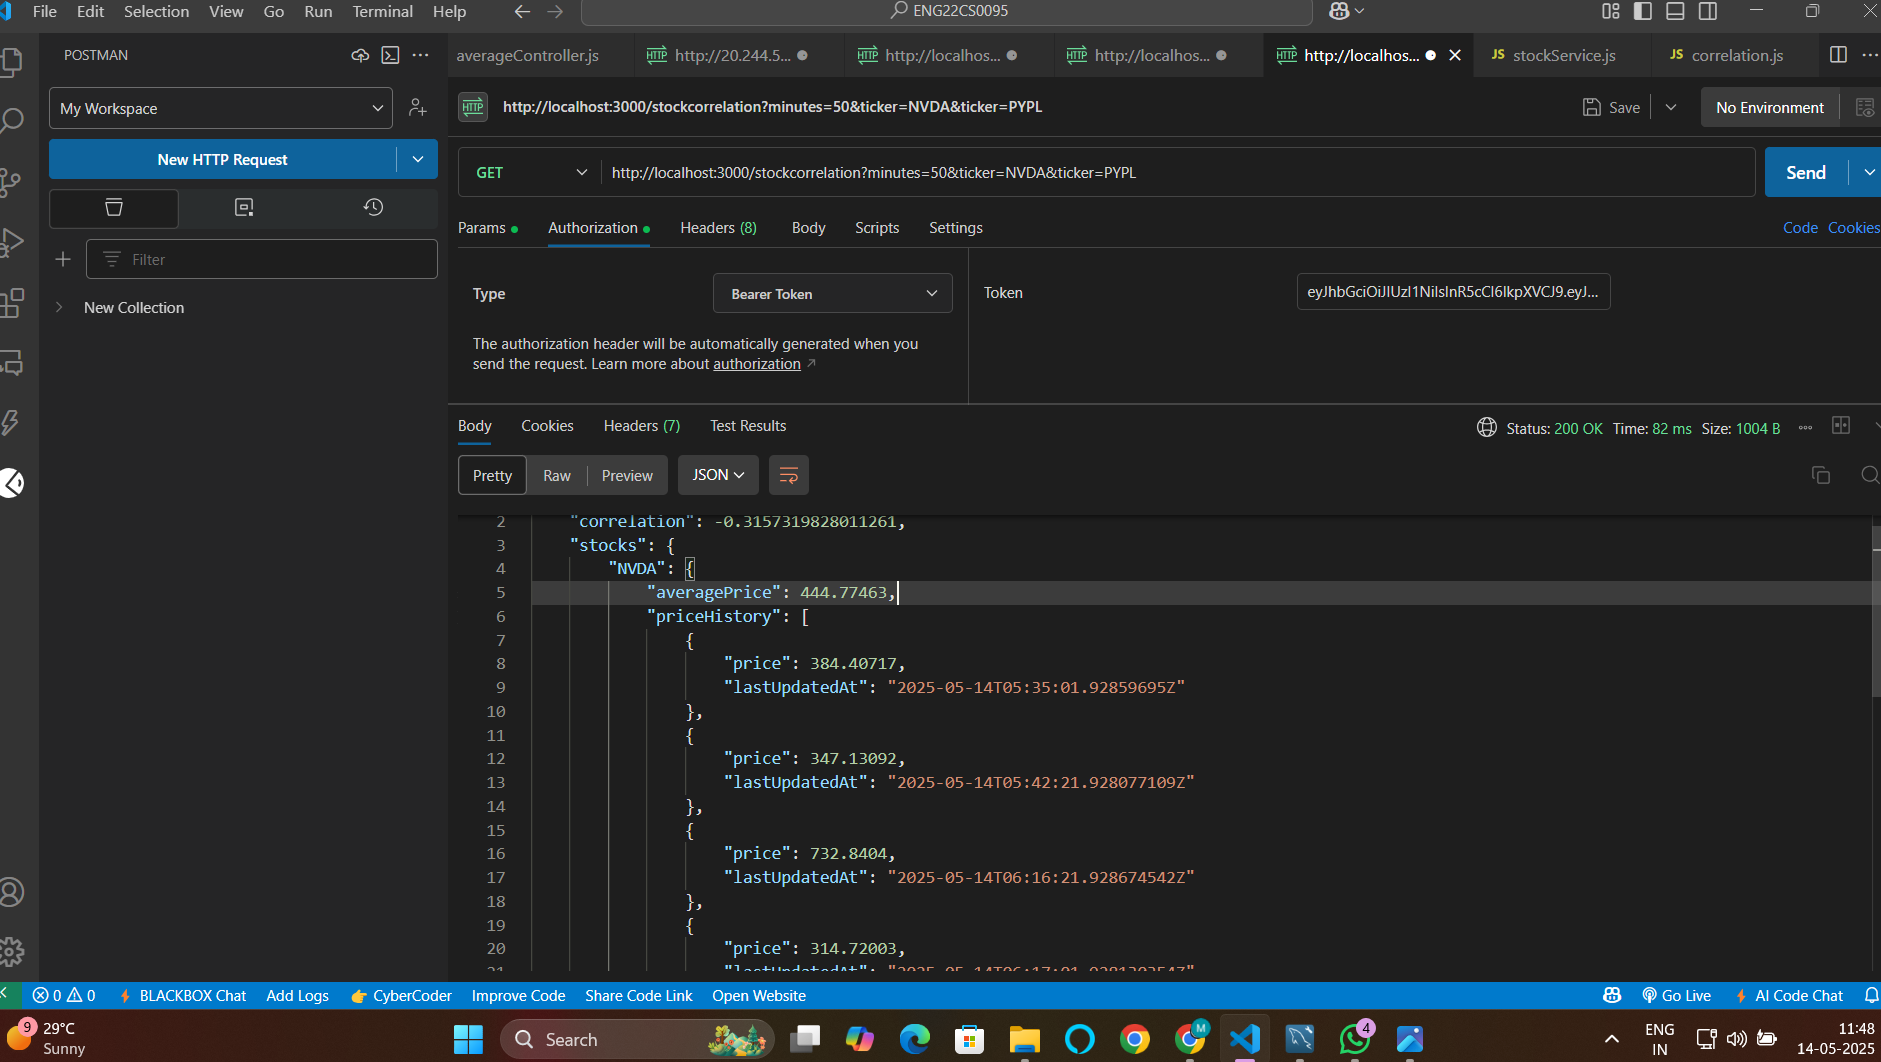 File Edit Selection View Go Run Terminal Help
ENG22CS0095
POSTMAN
averageController.js
HTTP http://20.244.5...
HTTP http://localhos...
HTTP http://localhos...
HTTP http://localhos...
JS stockService.js
JS correlation.js
My Workspace
HTTP http://localhost:3000/stockcorrelation?minutes=50&ticker=NVDA&ticker=PYPL
Save
No Environment
New HTTP Request
GET http://localhost:3000/stockcorrelation?minutes=50&ticker=NVDA&ticker=PYPL
Send
Params Authorization Headers (8) Body Scripts Settings
Code Cookies
Filter
New Collection
Type Bearer Token
Token
The authorization header will be automatically generated when you
send the request. Learn more about authorization
Body Cookies Headers (7) Test Results
Status: 200 OK Time: 82 ms Size: 1004 B
Pretty Raw Preview JSON
2 "correlation": -0.3157319828011261,
3 "stocks": {
4 "NVDA": {
5 "averagePrice": 444.77463,
6 "priceHistory": [
7 {
8 "price": 384.40717,
9 "lastUpdatedAt": "2025-05-14T05:35:01.92859695Z"
10 },
11 {
12 "price": 347.13092,
13 "lastUpdatedAt": "2025-05-14T05:42:21.928077109Z"
14 },
15 {
16 "price": 732.8404,
17 "lastUpdatedAt": "2025-05-14T06:16:21.928674542Z"
18 },
19 {
20 "price": 314.72003,
0 0 BLACKBOX Chat Add Logs CyberCoder Improve Code Share Code Link Open Website
Go Live AI Code Chat
9
29°C
Sunny
Search
M
4
ENG
IN
11:48
14-05-2025